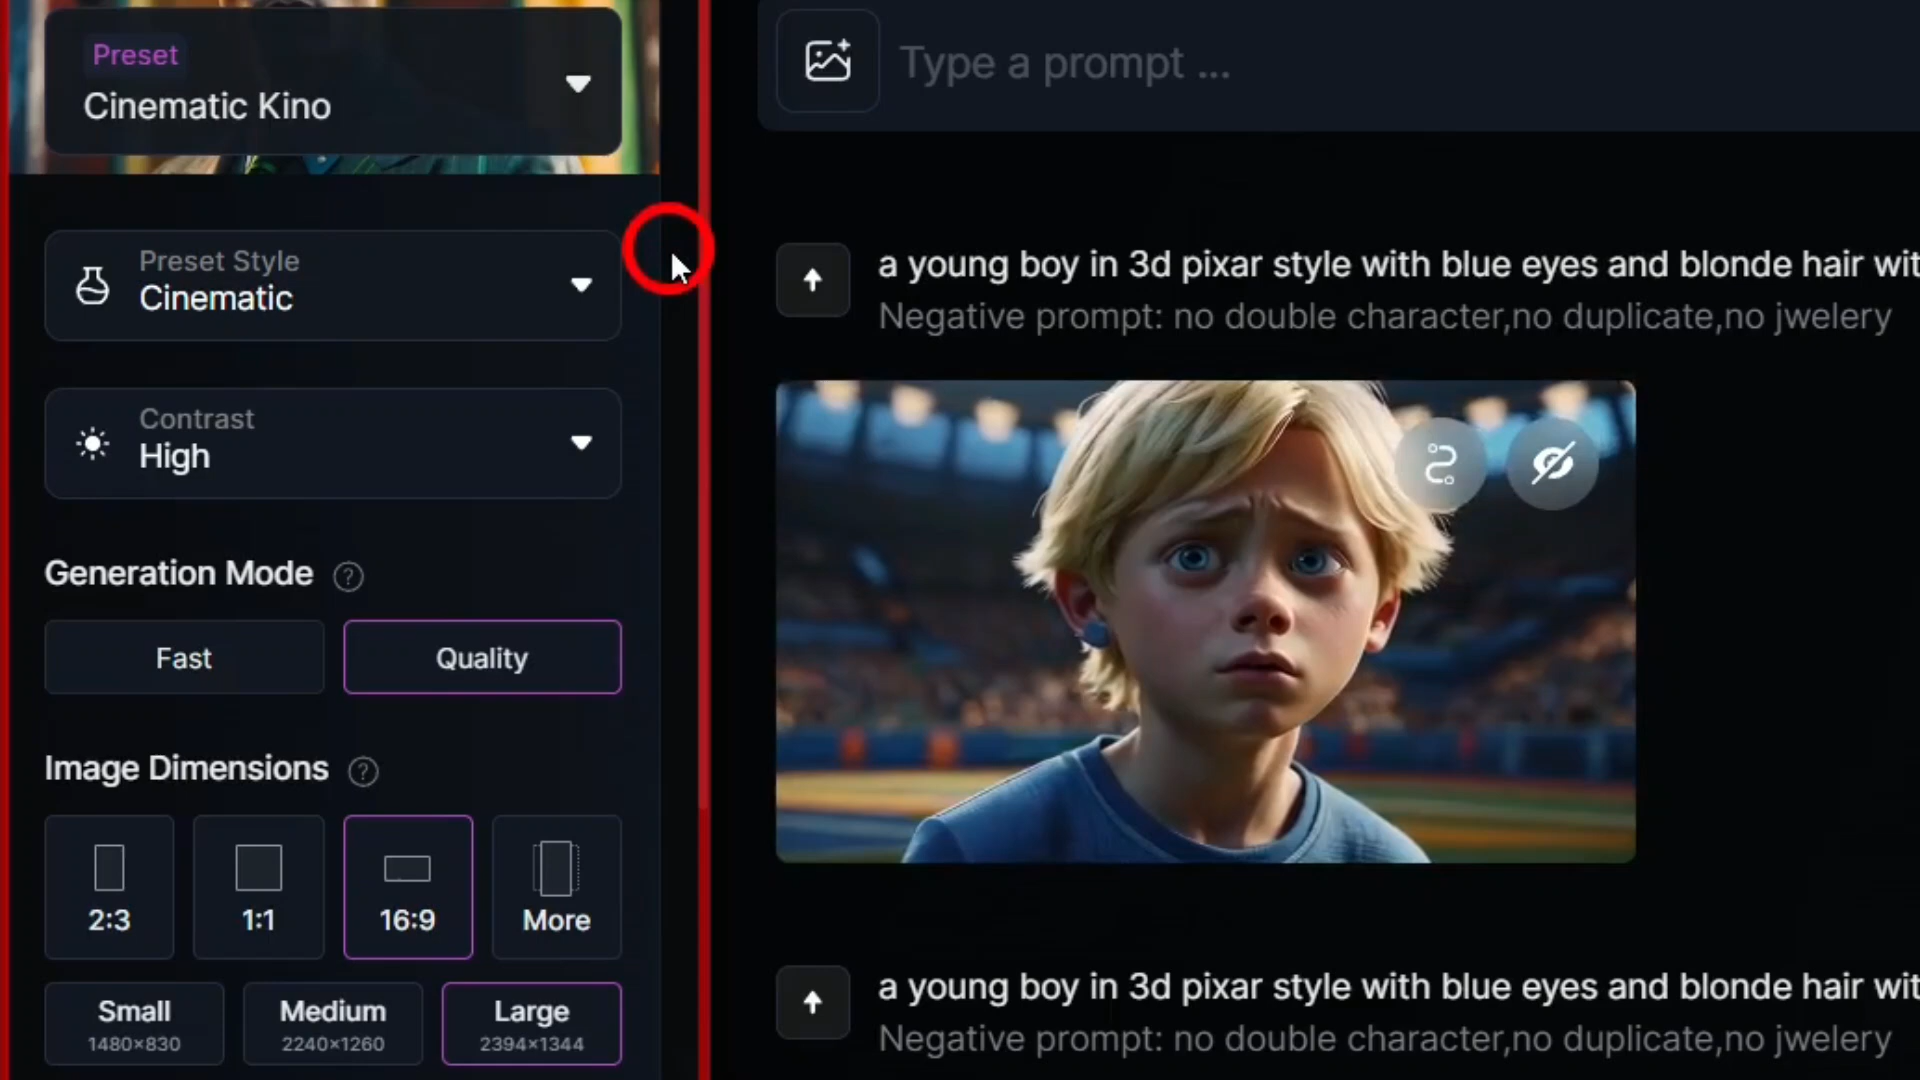 Preset
Cinematic Kino
Preset Style
Cinematic
Contrast
High
Generation Mode ?
Fast
Quality
Image Dimensions ?
2:3
1:1
16:9
More
Small
1480×830
Medium
2240×1260
Large
2394×1344
Type a prompt ...
a young boy in 3d pixar style with blue eyes and blonde hair wit
Negative prompt: no double character,no duplicate,no jwelery
a young boy in 3d pixar style with blue eyes and blonde hair wit
Negative prompt: no double character,no duplicate,no jwelery